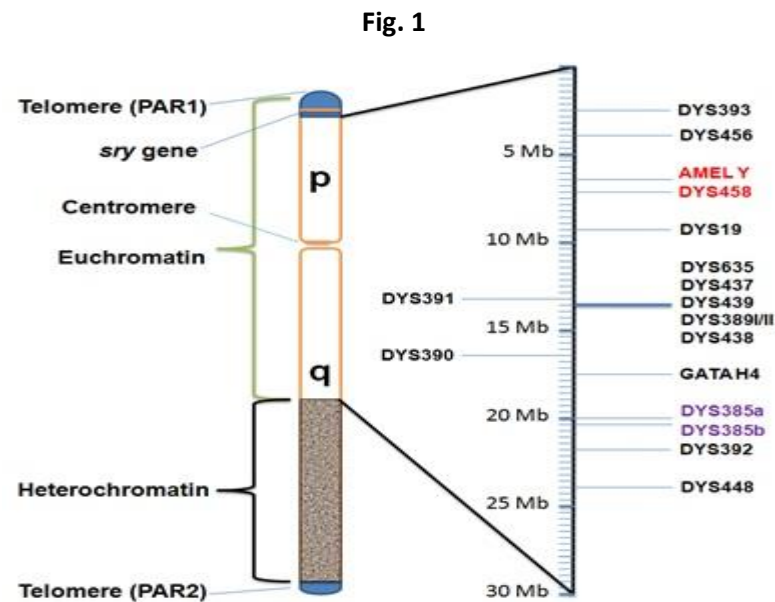 Fig. 1
Telomere (PAR1)
sry gene
p
Centromere
Euchromatin
q
Heterochromatin
Telomere (PAR2)
5 Mb
10 Mb
15 Mb
20 Mb
25 Mb
30 Mb
DYS391
DYS390
DYS393
DYS456
AMEL Y
DYS458
DYS19
DYS635
DYS437
DYS439
DYS389I/II
DYS438
GATAH4
DYS385a
DYS385b
DYS392
DYS448